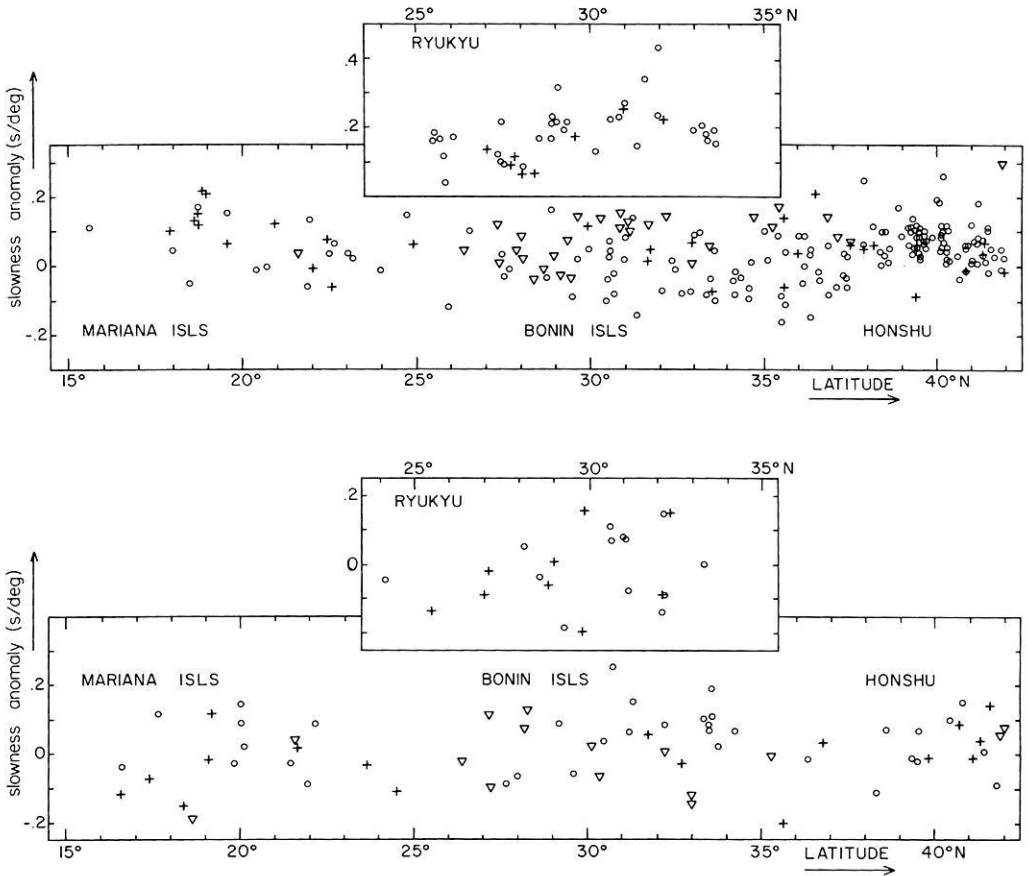 25° 30° 35° N
RYUKYU
.4
.2
slowness anomaly (s/deg)
.2
0
-.2
MARIANA ISLS BONIN ISLS HONSHU
15° 20° 25° 30° 35° 40° N
LATITUDE
25° 30° 35° N
RYUKYU
.2
0
slowness anomaly (s/deg)
MARIANA ISLS BONIN ISLS HONSHU
.2
0
-.2
15° 20° 25° 30° 35° 40° N
LATITUDE